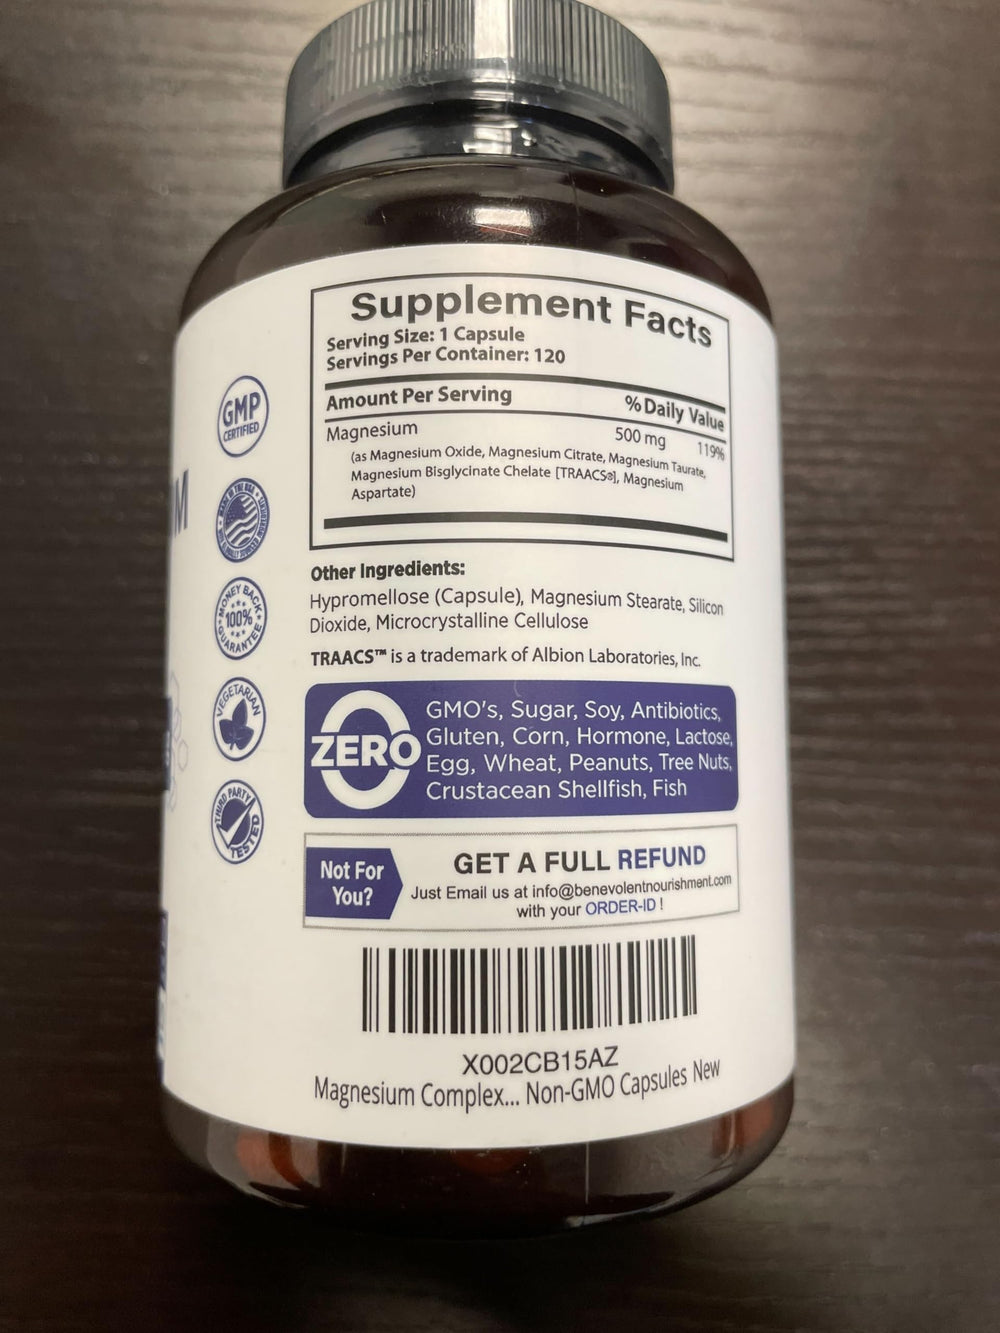 Supplement Facts
Serving Size: 1 Capsule
Servings Per Container: 120
Amount Per Serving % Daily Value
Magnesium 500 mg 119%
(as Magnesium Oxide, Magnesium Citrate, Magnesium Taurate,
Magnesium Bisglycinate Chelate [TRAACS®], Magnesium
Aspartate)
Other Ingredients:
Hypromellose (Capsule), Magnesium Stearate, Silicon
Dioxide, Microcrystalline Cellulose
TRAACS™ is a trademark of Albion Laboratories, Inc.
ZERO
GMO's, Sugar, Soy, Antibiotics,
Gluten, Corn, Hormone, Lactose,
Egg, Wheat, Peanuts, Tree Nuts,
Crustacean Shellfish, Fish
Not For
You?
GET A FULL REFUND
Just Email us at info@benevolentnourishment.com
with your ORDER-ID !
X002CB15AZ
Magnesium Complex... Non-GMO Capsules New
GMP
CERTIFIED
MADE IN THE USA
MONEY BACK
100%
GUARANTEE
VEGETARIAN
THIRD PARTY
TESTED
M